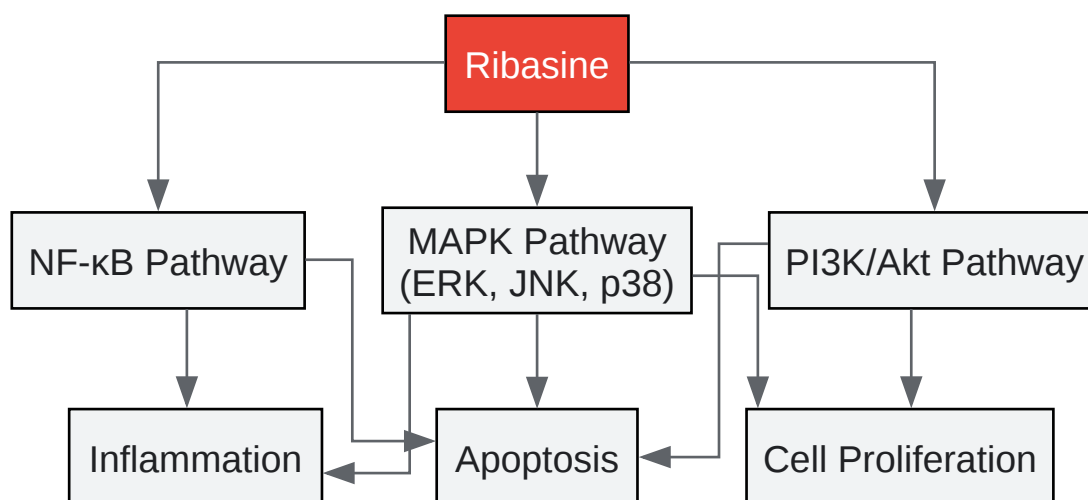 Ribasine
NF-κB Pathway
MAPK Pathway
(ERK, JNK, p38)
PI3K/Akt Pathway
Inflammation
Apoptosis
Cell Proliferation